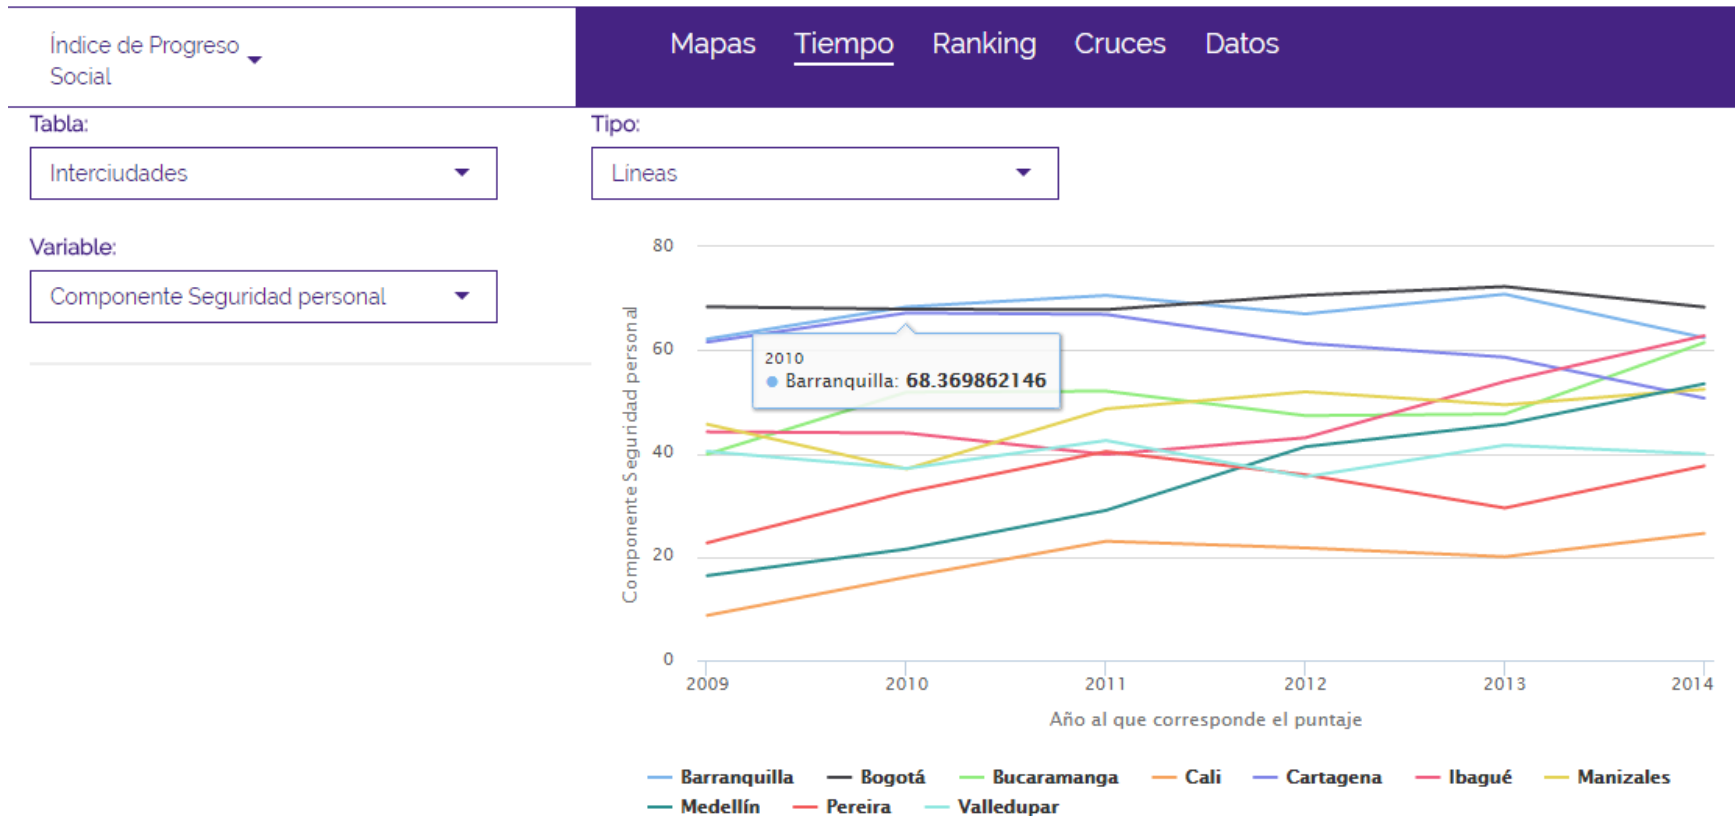 Índice de Progreso
Social
Mapas Tiempo Ranking Cruces Datos
Tabla:
Interciudades
Tipo:
Líneas
Variable:
Componente Seguridad personal
80
60
40
20
0
Componente Seguridad personal
2010
Barranquilla: 68.369862146
2009 2010 2011 2012 2013 2014
Año al que corresponde el puntaje
Barranquilla Bogotá Bucaramanga Cali Cartagena Ibagué Manizales
Medellín Pereira Valledupar